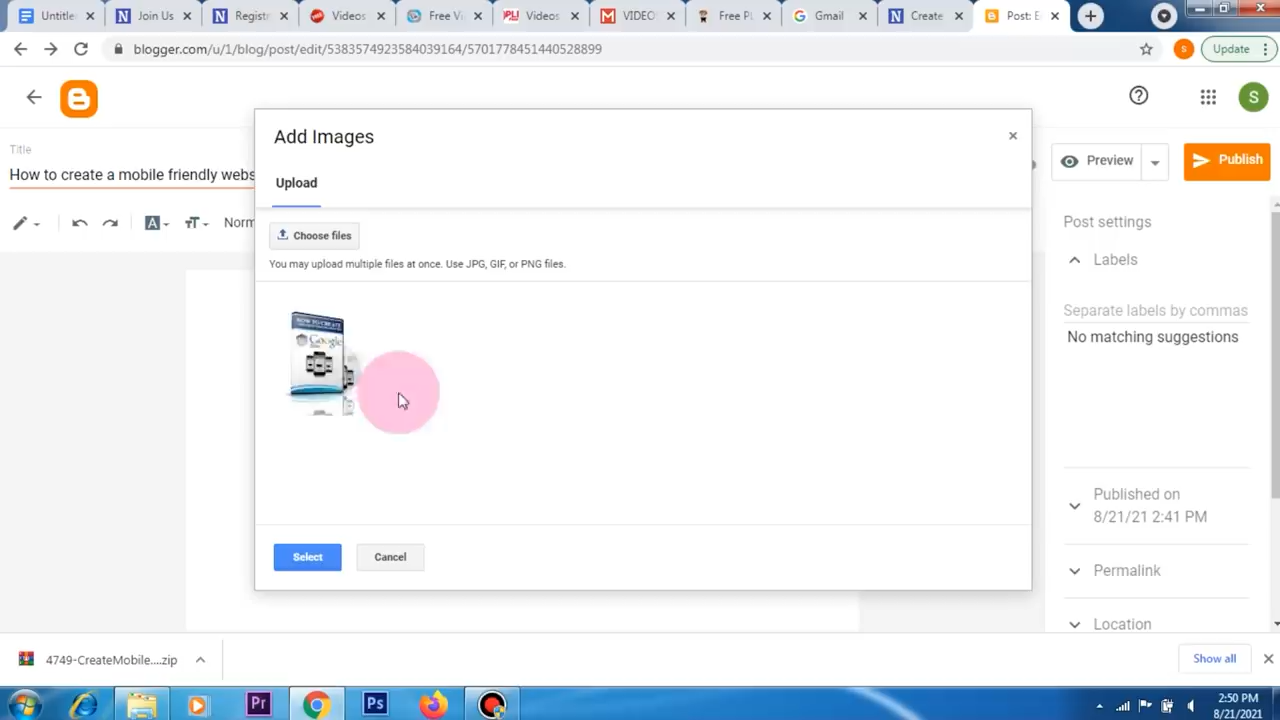 Untitle
Join Us
Registr
Videos
Free Vi
Videos
VIDEO
Free Pl
Gmail
Create
Post: E
blogger.com/u/1/blog/post/edit/5383574923584039164/5701778451440528899
S
Update
S
Add Images
Title
How to create a mobile friendly webs
Preview
Publish
Upload
Norm
Post settings
Choose files
You may upload multiple files at once. Use JPG, GIF, or PNG files.
Labels
Separate labels by commas
No matching suggestions
Google
Published on
8/21/21 2:41 PM
Select
Cancel
Permalink
Location
4749-CreateMobile....zip
Show all
Pr
Ps
2:50 PM
8/21/2021